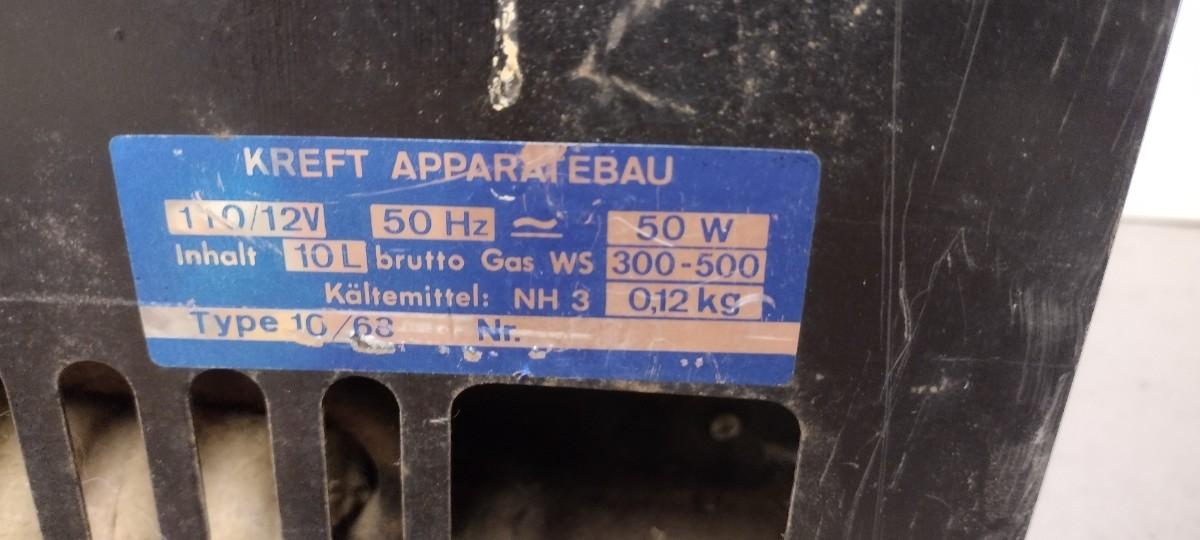 KREFT APPARATEBAU
110/12V 50 Hz ≃ 50 W
Inhalt 10 L brutto Gas WS 300-500
Kältemittel: NH 3 0,12 kg
Type 10/68 Nr.